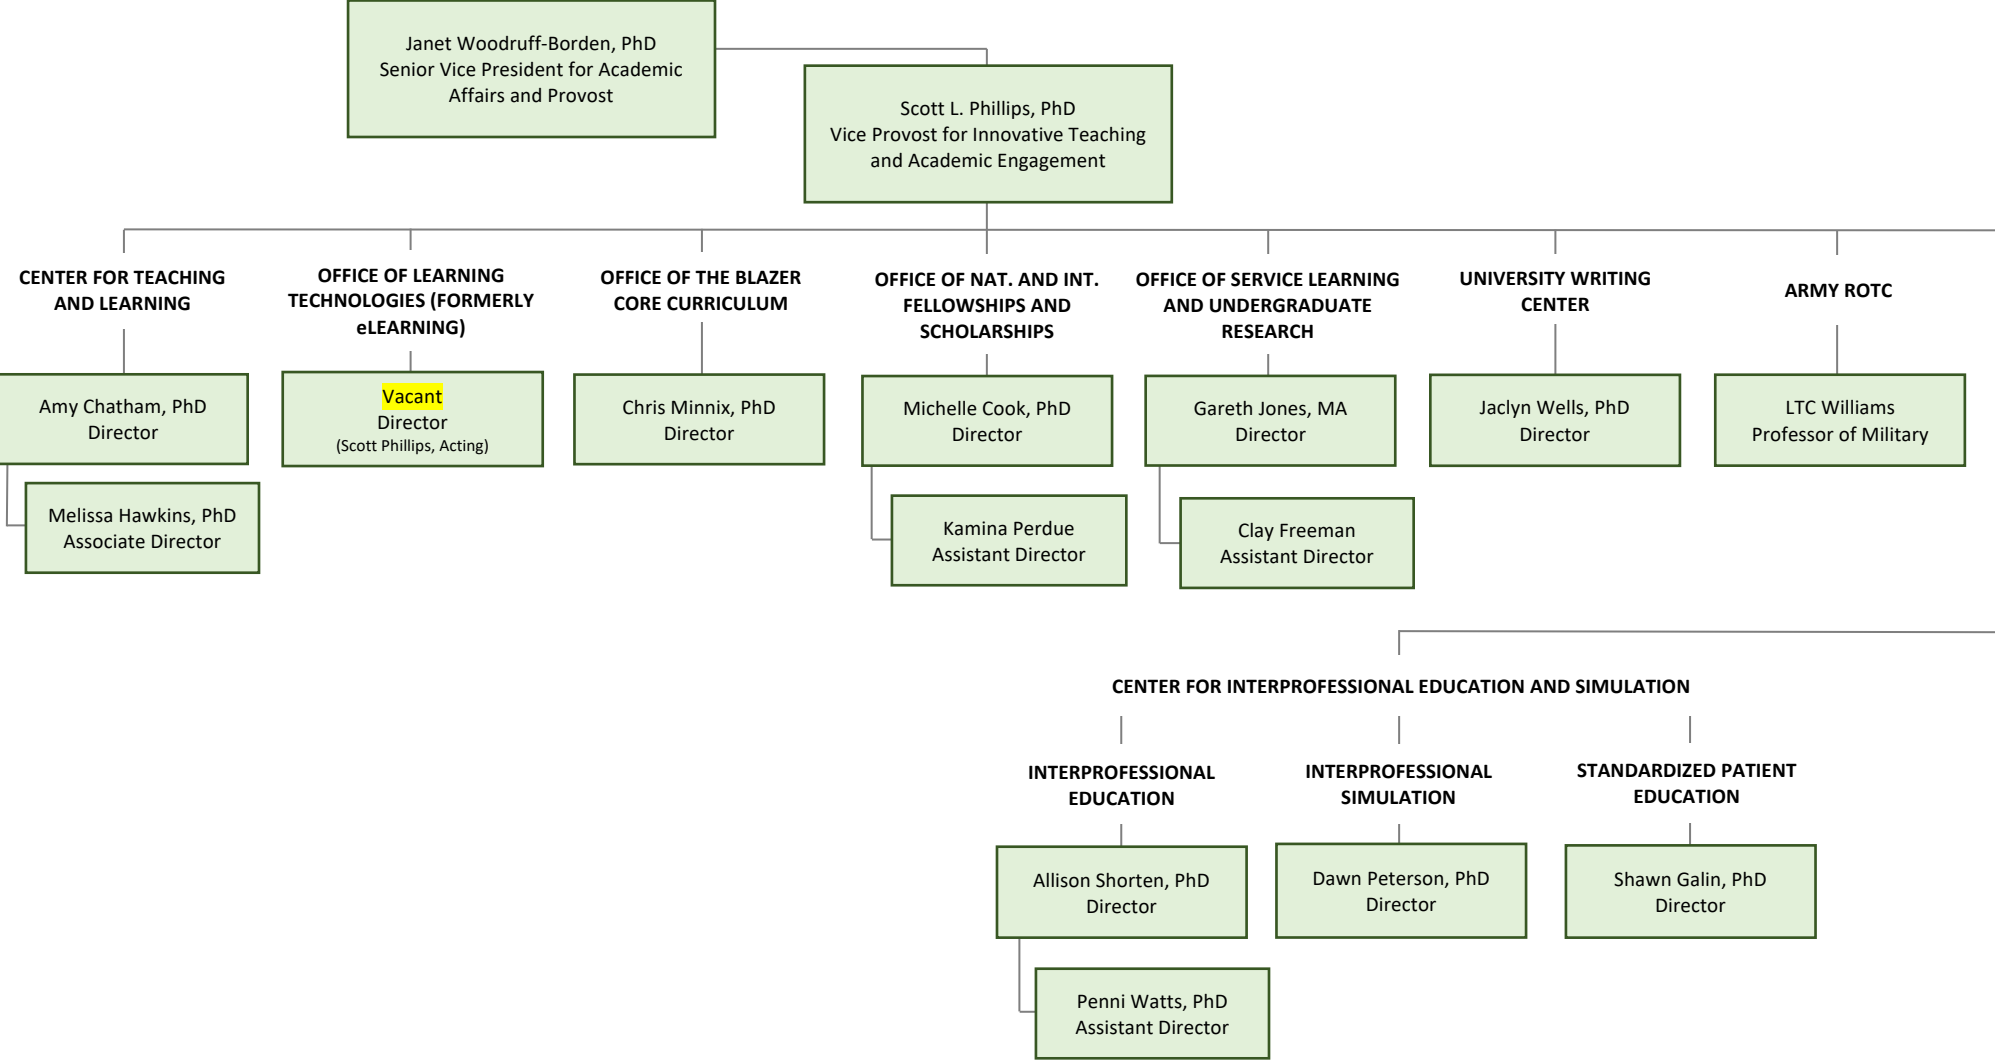 Janet Woodruff-Borden, PhD
Senior Vice President for Academic
Affairs and Provost
Scott L. Phillips, PhD
Vice Provost for Innovative Teaching
and Academic Engagement
CENTER FOR TEACHING
AND LEARNING
OFFICE OF LEARNING
TECHNOLOGIES (FORMERLY
eLEARNING)
OFFICE OF THE BLAZER
CORE CURRICULUM
OFFICE OF NAT. AND INT.
FELLOWSHIPS AND
SCHOLARSHIPS
OFFICE OF SERVICE LEARNING
AND UNDERGRADUATE
RESEARCH
UNIVERSITY WRITING
CENTER
ARMY ROTC
Amy Chatham, PhD
Director
Vacant
Director
(Scott Phillips, Acting)
Chris Minnix, PhD
Director
Michelle Cook, PhD
Director
Gareth Jones, MA
Director
Jaclyn Wells, PhD
Director
LTC Williams
Professor of Military
Melissa Hawkins, PhD
Associate Director
Kamina Perdue
Assistant Director
Clay Freeman
Assistant Director
CENTER FOR INTERPROFESSIONAL EDUCATION AND SIMULATION
INTERPROFESSIONAL
EDUCATION
INTERPROFESSIONAL
SIMULATION
STANDARDIZED PATIENT
EDUCATION
Allison Shorten, PhD
Director
Dawn Peterson, PhD
Director
Shawn Galin, PhD
Director
Penni Watts, PhD
Assistant Director